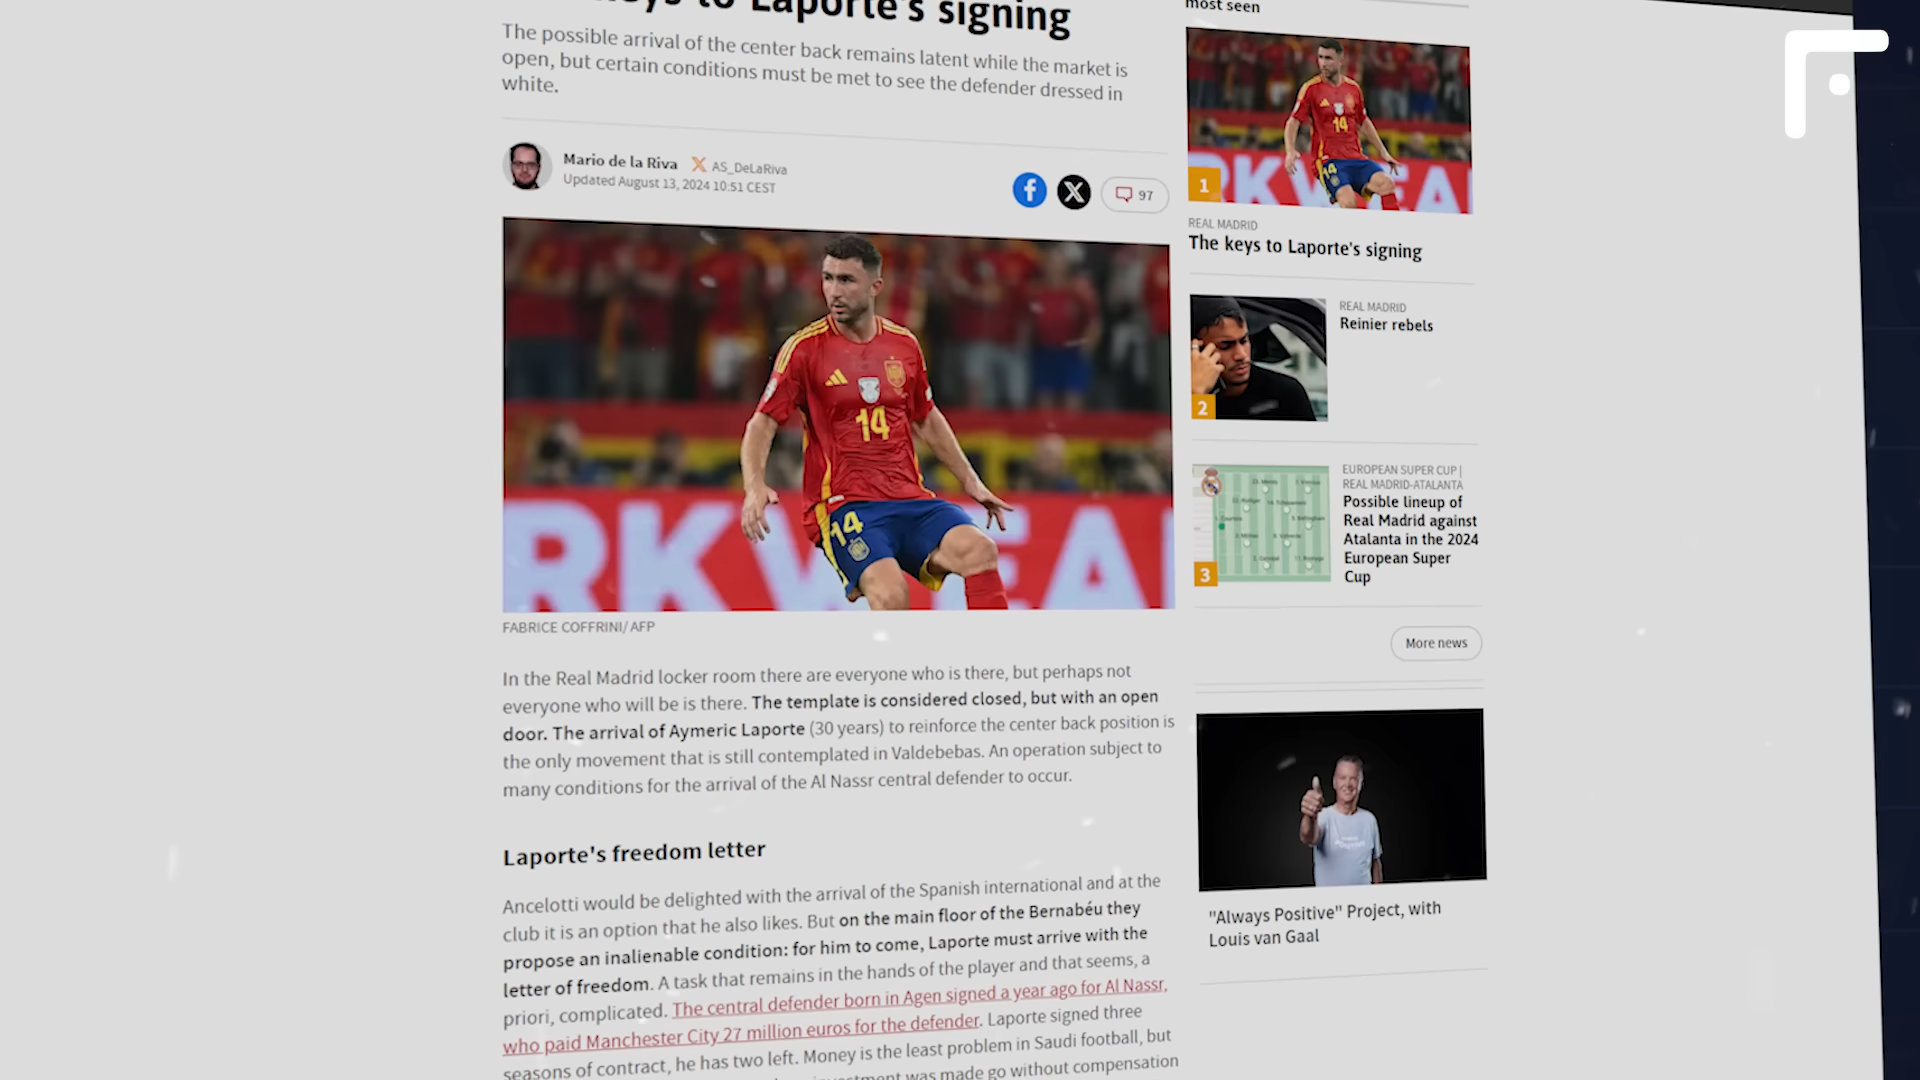 keys to Laporte's signing
The possible arrival of the center back remains latent while the market is
open, but certain conditions must be met to see the defender dressed in
white.
Mario de la Riva AS_DeLaRiva
Updated August 13, 2024 10:51 CEST
97
14
14
RKWEA
FABRICE COFFRINI/ AFP
In the Real Madrid locker room there are everyone who is there, but perhaps not
everyone who will be is there. The template is considered closed, but with an open
door. The arrival of Aymeric Laporte (30 years) to reinforce the center back position is
the only movement that is still contemplated in Valdebebas. An operation subject to
many conditions for the arrival of the Al Nassr central defender to occur.
Laporte's freedom letter
Ancelotti would be delighted with the arrival of the Spanish international and at the
club it is an option that he also likes. But on the main floor of the Bernabéu they
propose an inalienable condition: for him to come, Laporte must arrive with the
letter of freedom. A task that remains in the hands of the player and that seems, a
priori, complicated. The central defender born in Agen signed a year ago for Al Nassr,
who paid Manchester City 27 million euros for the defender. Laporte signed three
seasons of contract, he has two left. Money is the least problem in Saudi football, but
investment was made go without compensation
most seen
14
14
RKWEA
1
REAL MADRID
The keys to Laporte's signing
2
REAL MADRID
Reinier rebels
3
EUROPEAN SUPER CUP |
REAL MADRID-ATALANTA
Possible lineup of
Real Madrid against
Atalanta in the 2024
European Super
Cup
More news
"Always Positive" Project, with
Louis van Gaal